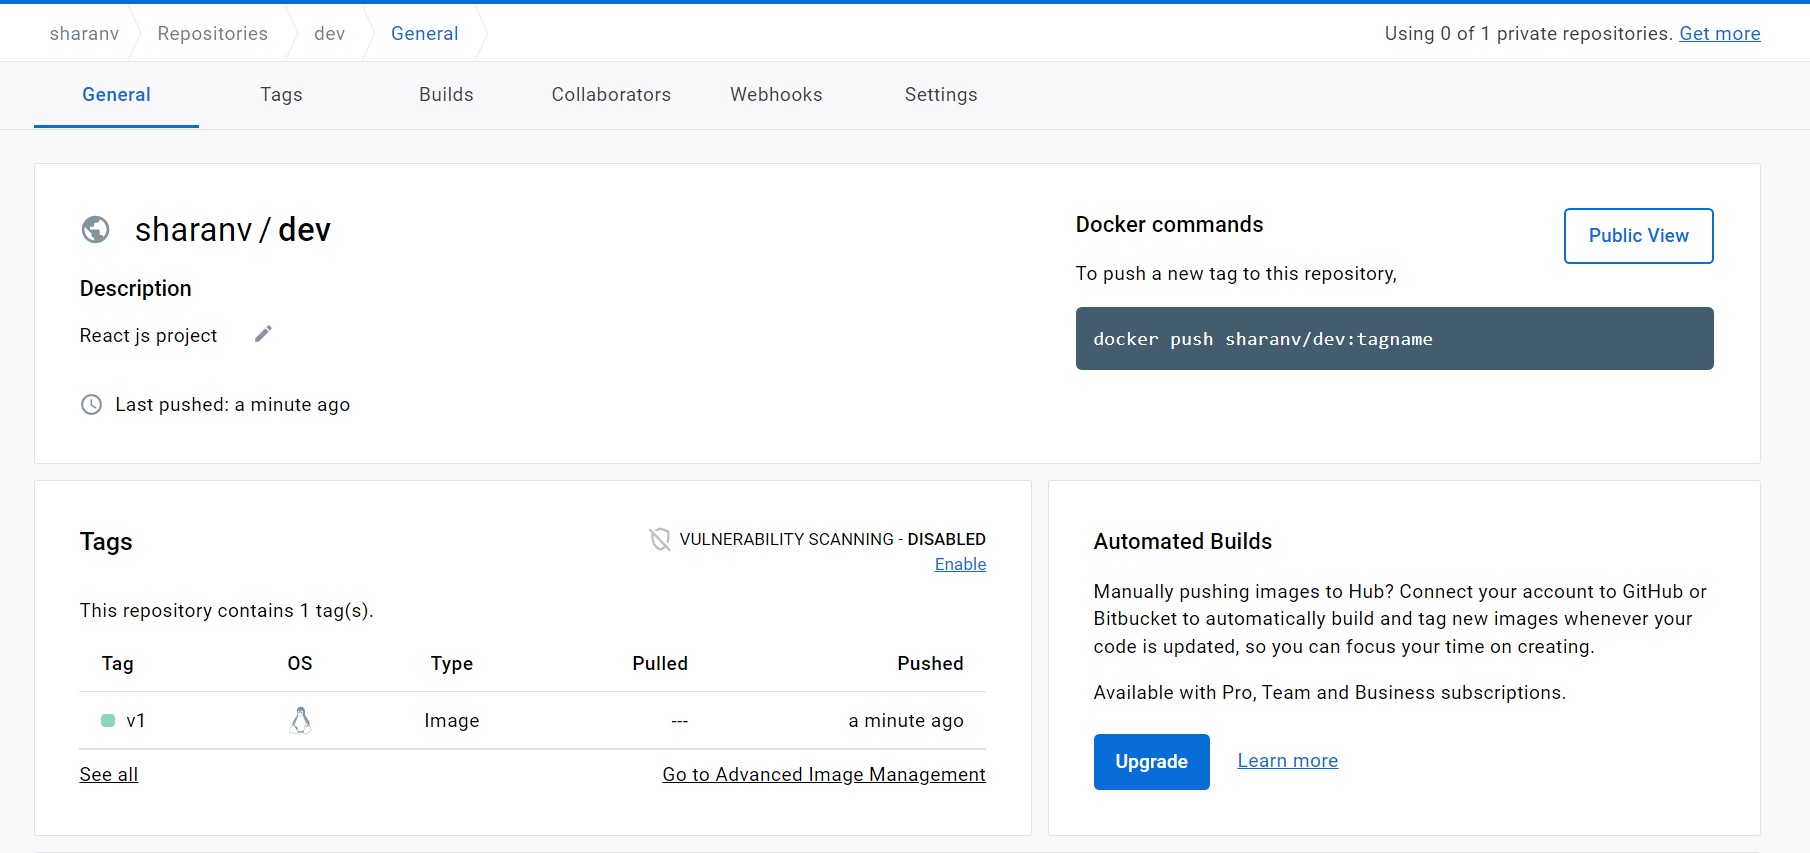 sharanv Repositories dev General
Using 0 of 1 private repositories. Get more
General Tags Builds Collaborators Webhooks Settings
sharanv / dev
Description
React js project
Last pushed: a minute ago
Docker commands
Public View
To push a new tag to this repository,
docker push sharanv/dev:tagname
Tags
VULNERABILITY SCANNING - DISABLED
Enable
This repository contains 1 tag(s).
Tag OS Type Pulled Pushed
v1 Image --- a minute ago
See all
Go to Advanced Image Management
Automated Builds
Manually pushing images to Hub? Connect your account to GitHub or
Bitbucket to automatically build and tag new images whenever your
code is updated, so you can focus your time on creating.
Available with Pro, Team and Business subscriptions.
Upgrade
Learn more